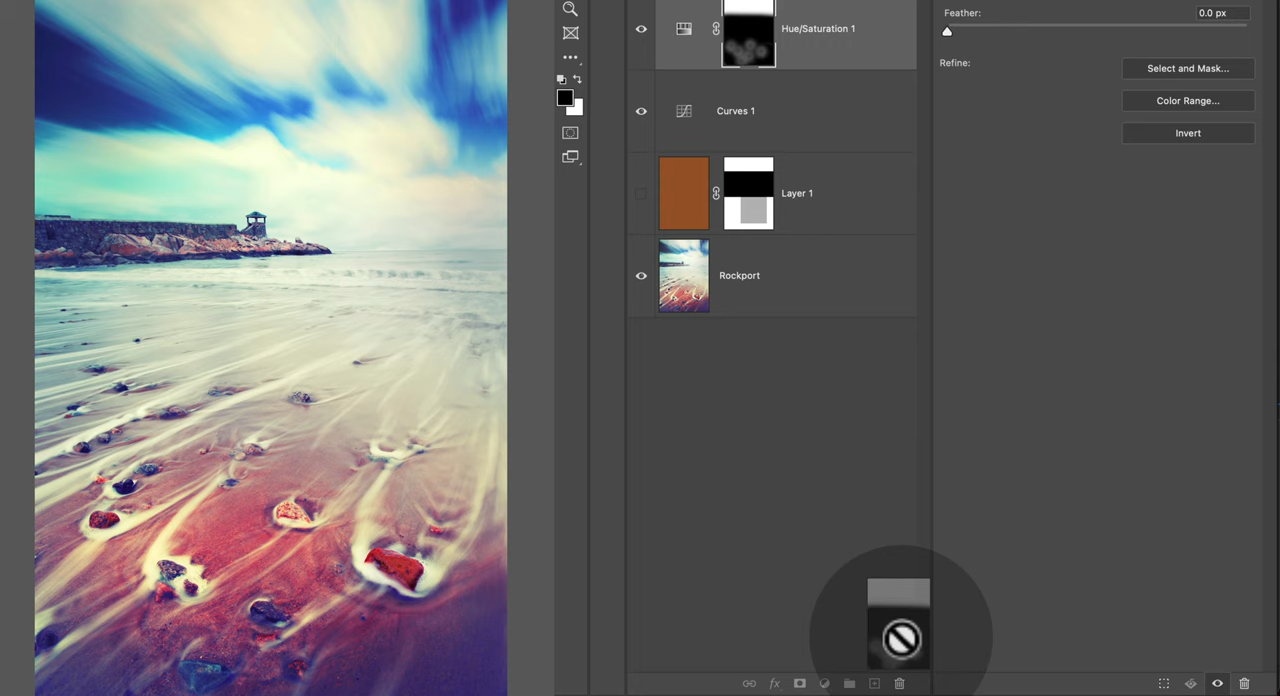 Hue/Saturation 1
Curves 1
Layer 1
Rockport
Feather:
0.0 px
Refine:
Select and Mask...
Color Range...
Invert
fx